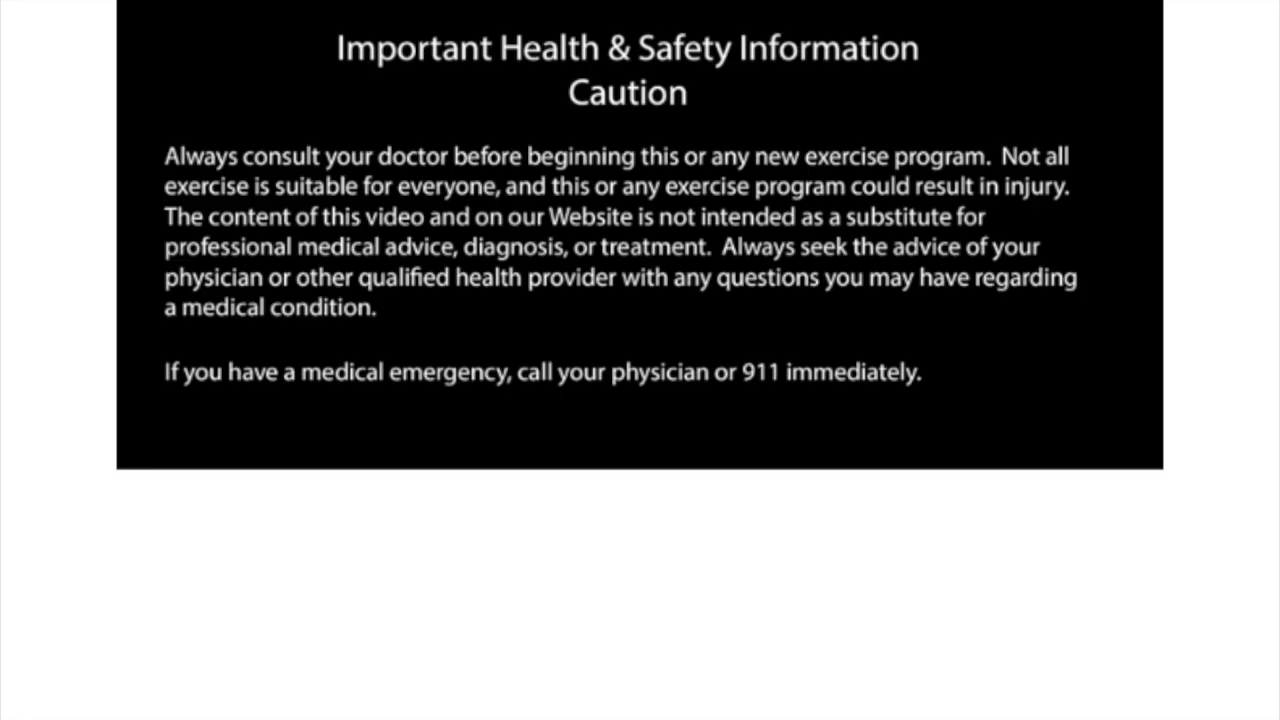 Important Health & Safety Information
Caution
Always consult your doctor before beginning this or any new exercise program.  Not all
exercise is suitable for everyone, and this or any exercise program could result in injury.
The content of this video and on our Website is not intended as a substitute for
professional medical advice, diagnosis, or treatment.  Always seek the advice of your
physician or other qualified health provider with any questions you may have regarding
a medical condition.
If you have a medical emergency, call your physician or 911 immediately.